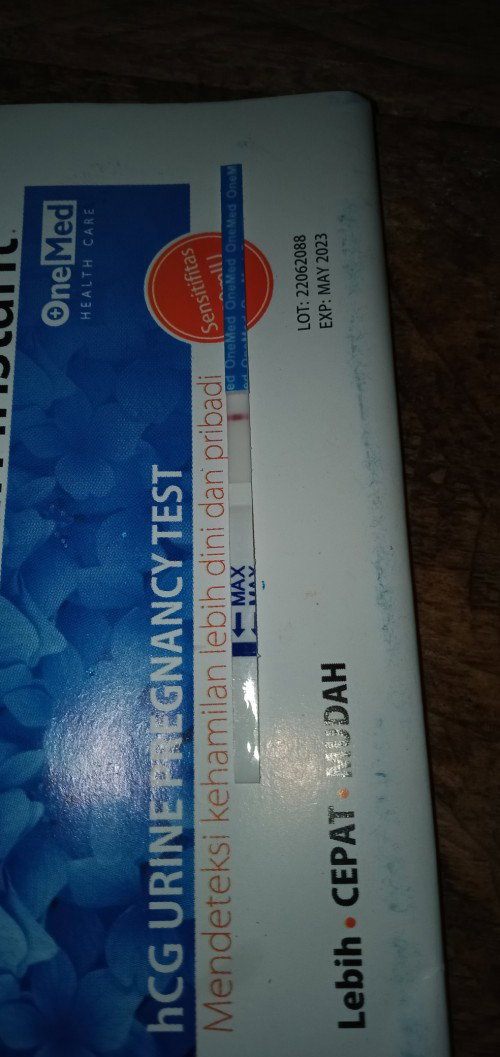 OneMed
HEALTH CARE
hCG URINE PREGNANCY TEST
Mendeteksi kehamilan lebih dini dan pribadi
Sensitifitas
OneMed OneMed OneMed
MAX
LOT: 22062088
EXP: MAY 2023
Lebih • CEPAT • MUDAH